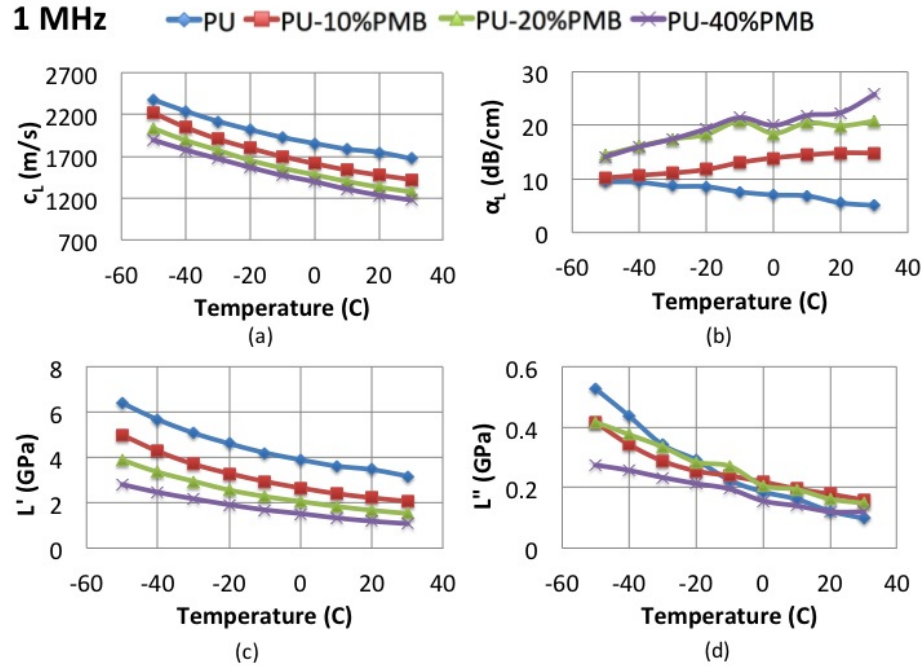 1 MHz PU PU-10%PMB PU-20%PMB PU-40%PMB
2700
2200
1700
1200
700
c_L (m/s)
-60 -40 -20 0 20 40
Temperature (C)
(a)
30
20
10
0
α_L (dB/cm)
-60 -40 -20 0 20 40
Temperature (C)
(b)
8
6
4
2
0
L' (GPa)
-60 -40 -20 0 20 40
Temperature (C)
(c)
0.6
0.4
0.2
0
L" (GPa)
-60 -40 -20 0 20 40
Temperature (C)
(d)